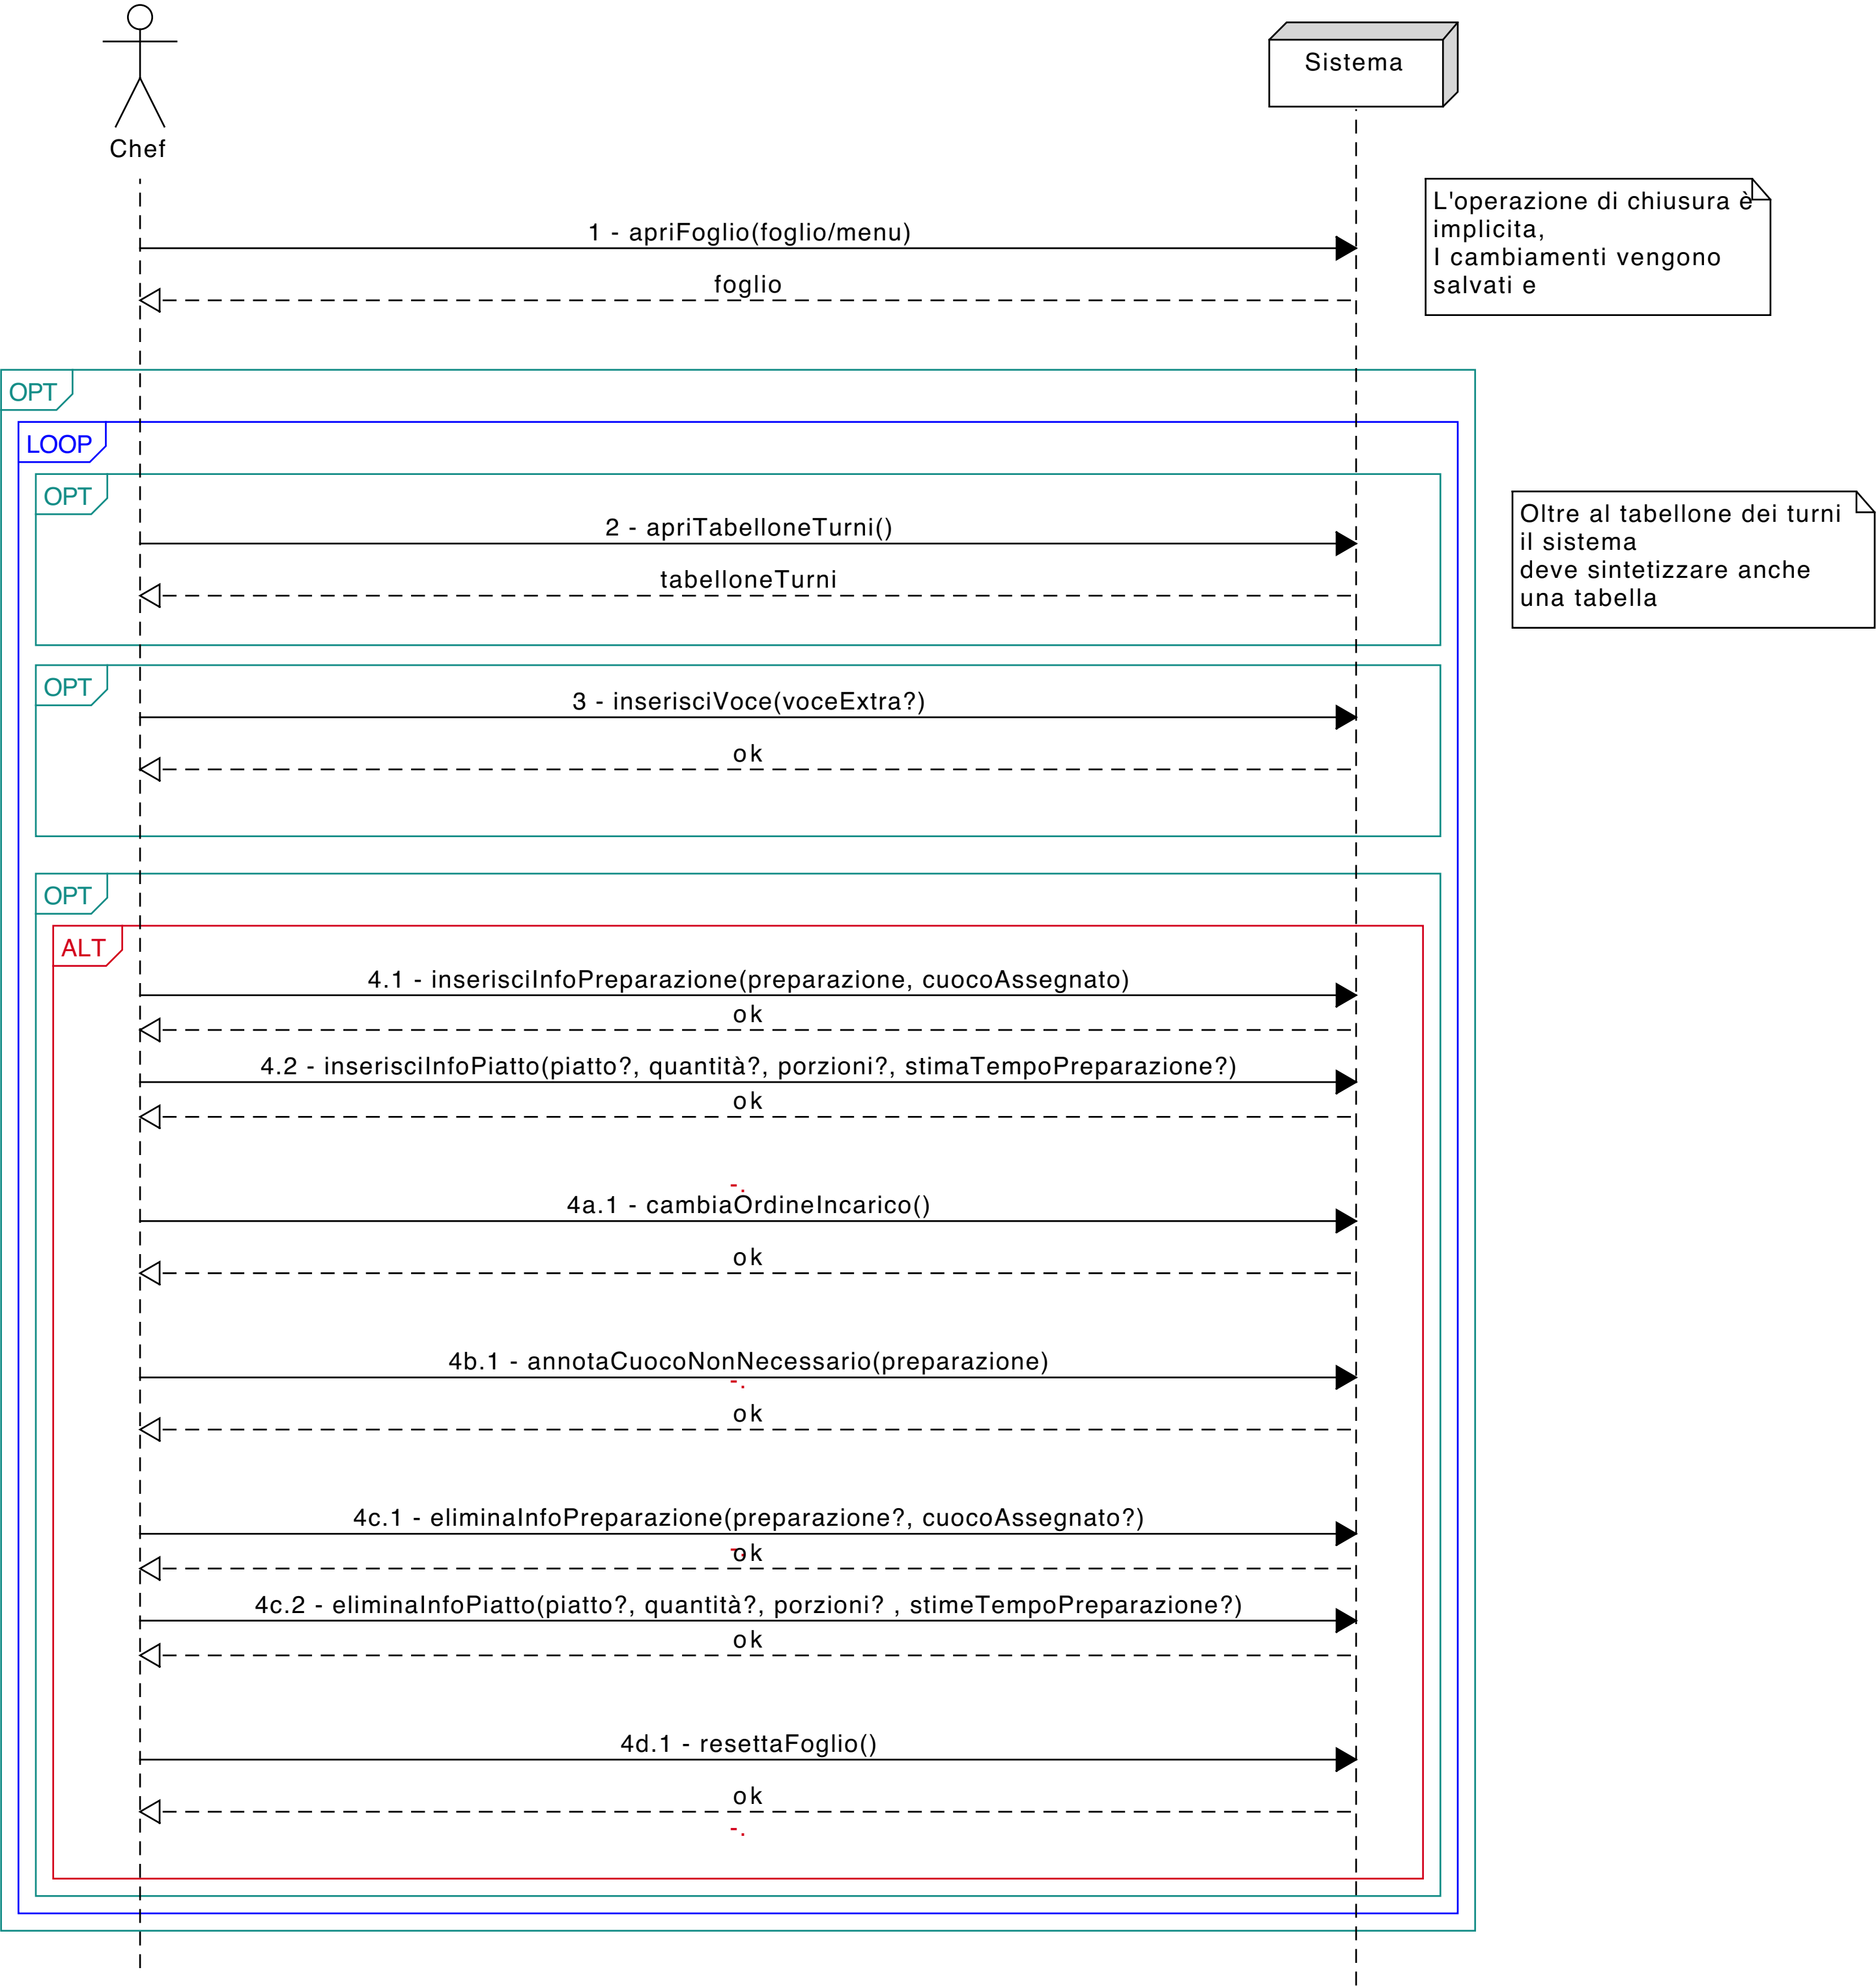 Sistema
Chef
L'operazione di chiusura è
implicita,
I cambiamenti vengono
salvati e
1 - apriFoglio(foglio/menu)
foglio
OPT
LOOP
OPT
2 - apriTabelloneTurni()
tabelloneTurni
Oltre al tabellone dei turni
il sistema
deve sintetizzare anche
una tabella
OPT
3 - inserisciVoce(voceExtra?)
ok
OPT
ALT
4.1 - inserisciInfoPreparazione(preparazione, cuocoAssegnato)
ok
4.2 - inserisciInfoPiatto(piatto?, quantità?, porzioni?, stimaTempoPreparazione?)
ok
-.
4a.1 - cambiaOrdineIncarico()
ok
4b.1 - annotaCuocoNonNecessario(preparazione)
-.
ok
4c.1 - eliminaInfoPreparazione(preparazione?, cuocoAssegnato?)
-.
ok
4c.2 - eliminaInfoPiatto(piatto?, quantità?, porzioni? , stimeTempoPreparazione?)
ok
4d.1 - resettaFoglio()
ok
-.